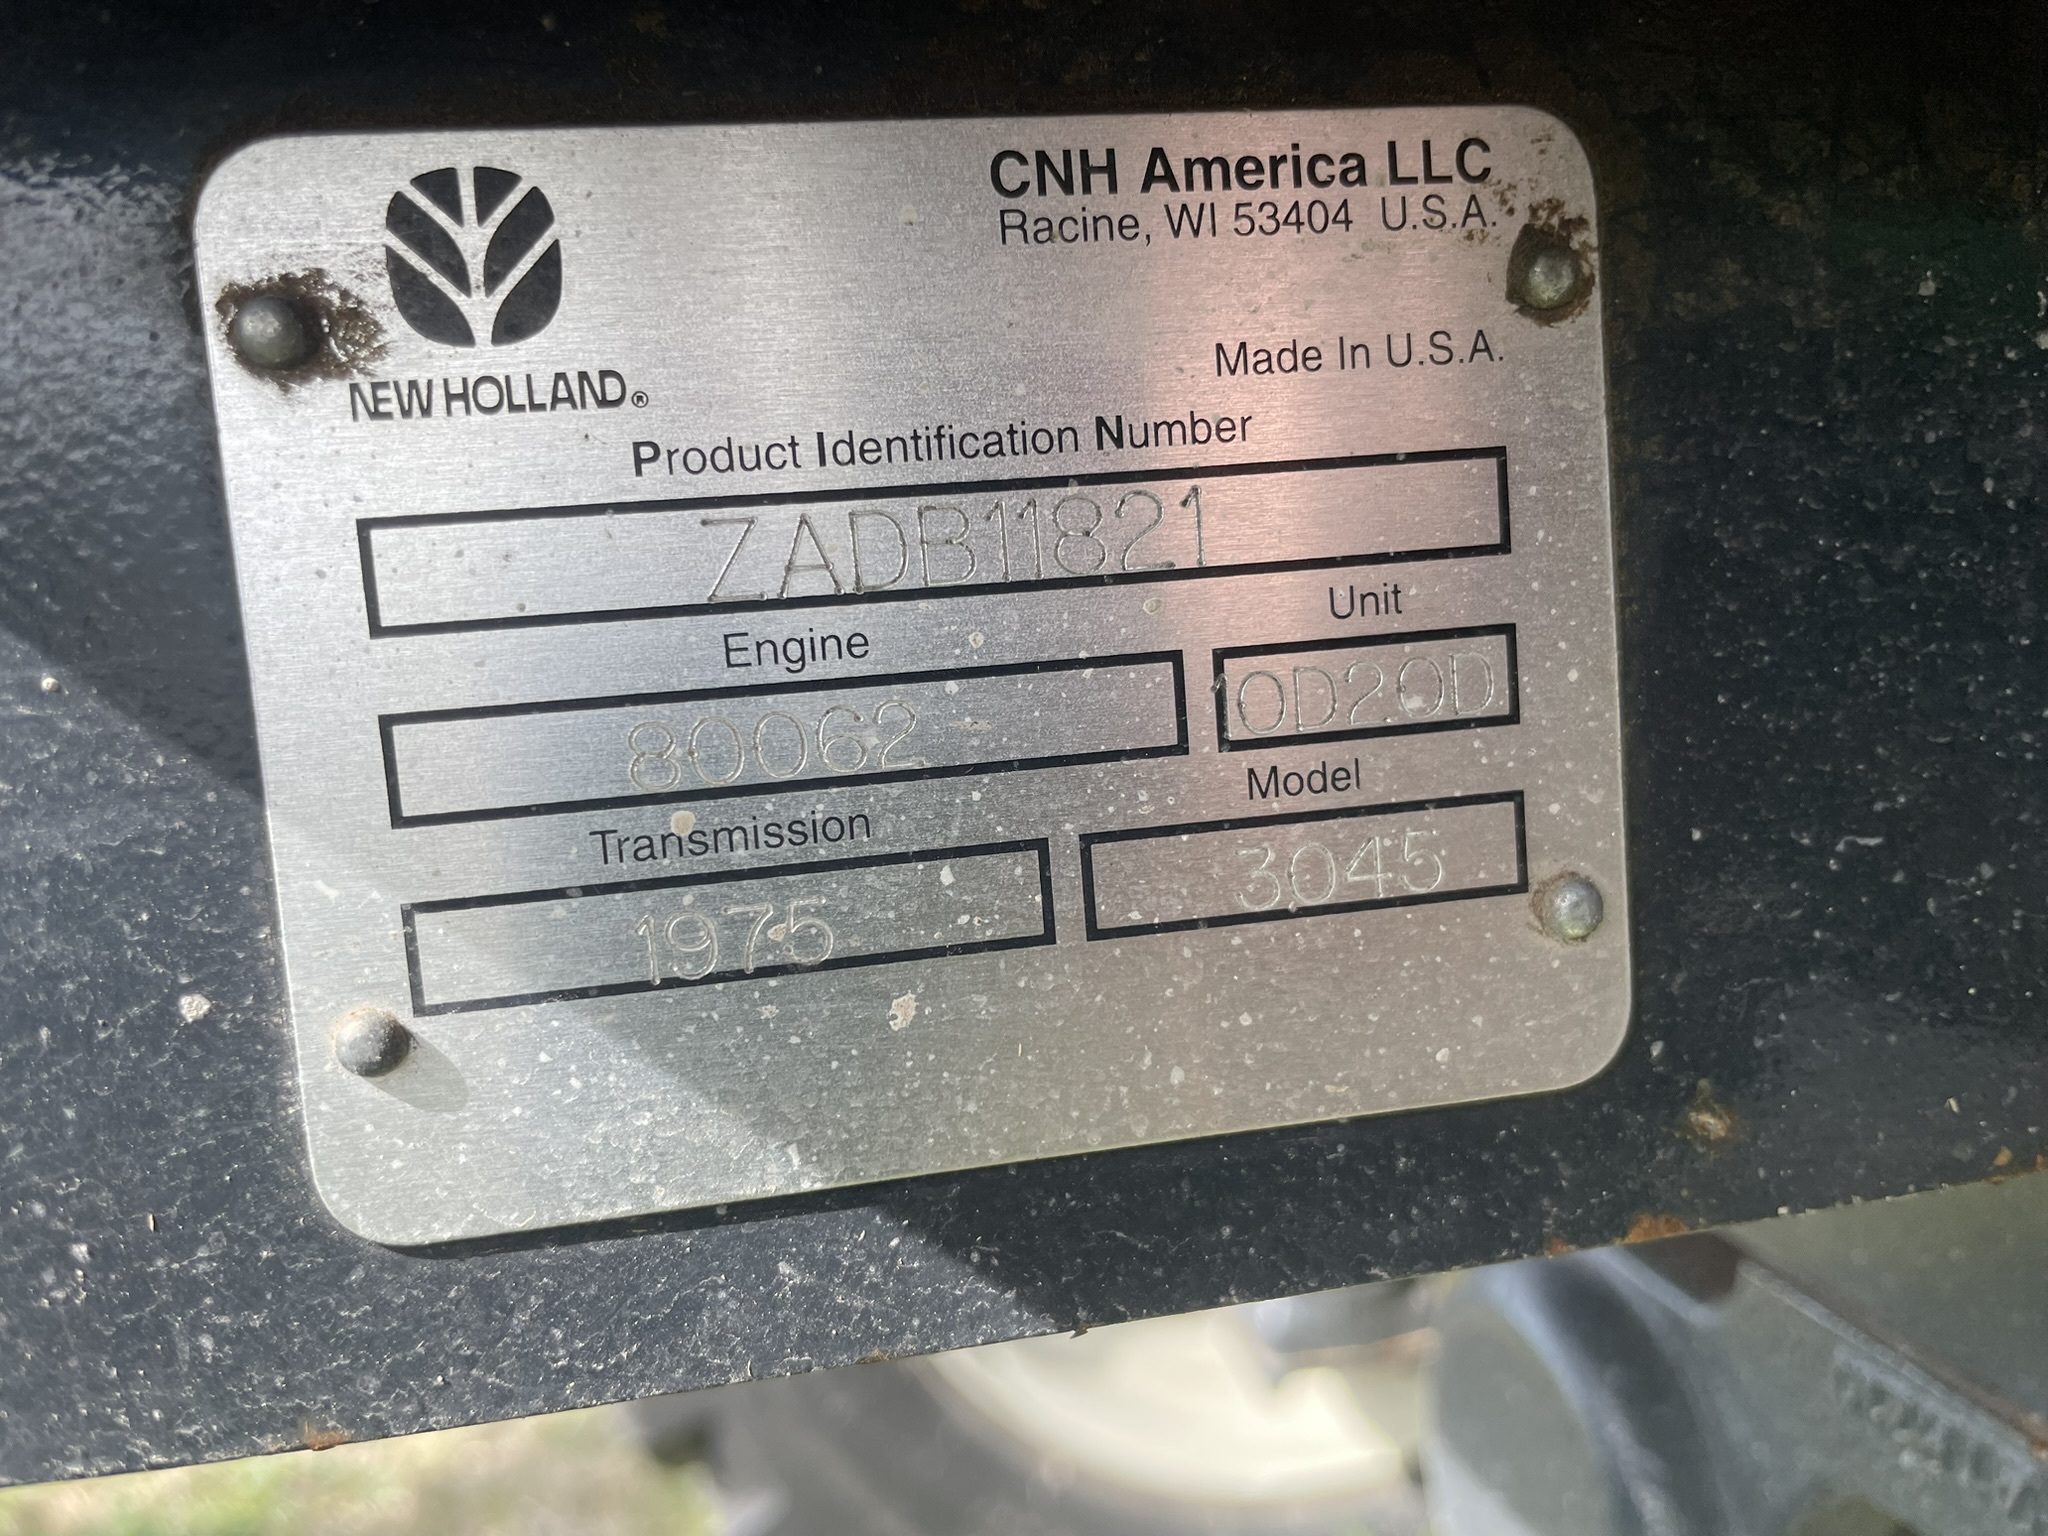 CNH America LLC
Racine, WI 53404 U.S.A.
NEW HOLLAND®
Made In U.S.A.
Product Identification Number
ZADB11821
Engine
Unit
80062
10D20D
Transmission
Model
1975
3045